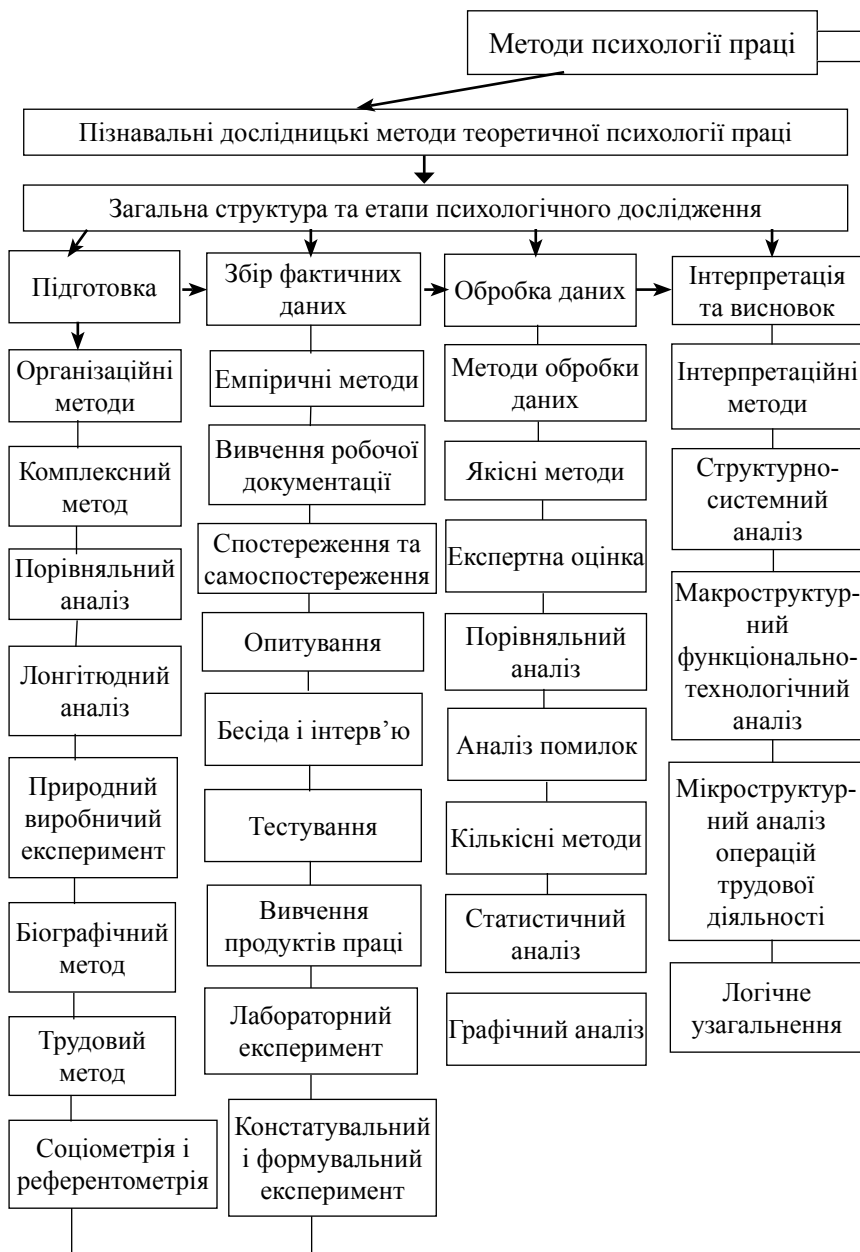 Методи психології праці
Пізнавальні дослідницькі методи теоретичної психології праці
Загальна структура та етапи психологічного дослідження
Підготовка
Організаційні
методи
Комплексний
метод
Порівняльний
аналіз
Лонгітюдний
аналіз
Природний
виробничий
експеримент
Біографічний
метод
Трудовий
метод
Соціометрія і
референтометрія
Збір фактичних
даних
Емпіричні методи
Вивчення робочої
документації
Спостереження та
самоспостереження
Опитування
Бесіда і інтерв’ю
Тестування
Вивчення
продуктів праці
Лабораторний
експеримент
Констатувальний
і формувальний
експеримент
Обробка даних
Методи обробки
даних
Якісні методи
Експертна оцінка
Порівняльний
аналіз
Аналіз помилок
Кількісні методи
Статистичний
аналіз
Графічний аналіз
Інтерпретація
та висновок
Інтерпретаційні
методи
Структурно-
системний
аналіз
Макроструктур-
ний
функціонально-
технологічний
аналіз
Мікроструктур-
ний аналіз
операцій
трудової
діяльності
Логічне
узагальнення